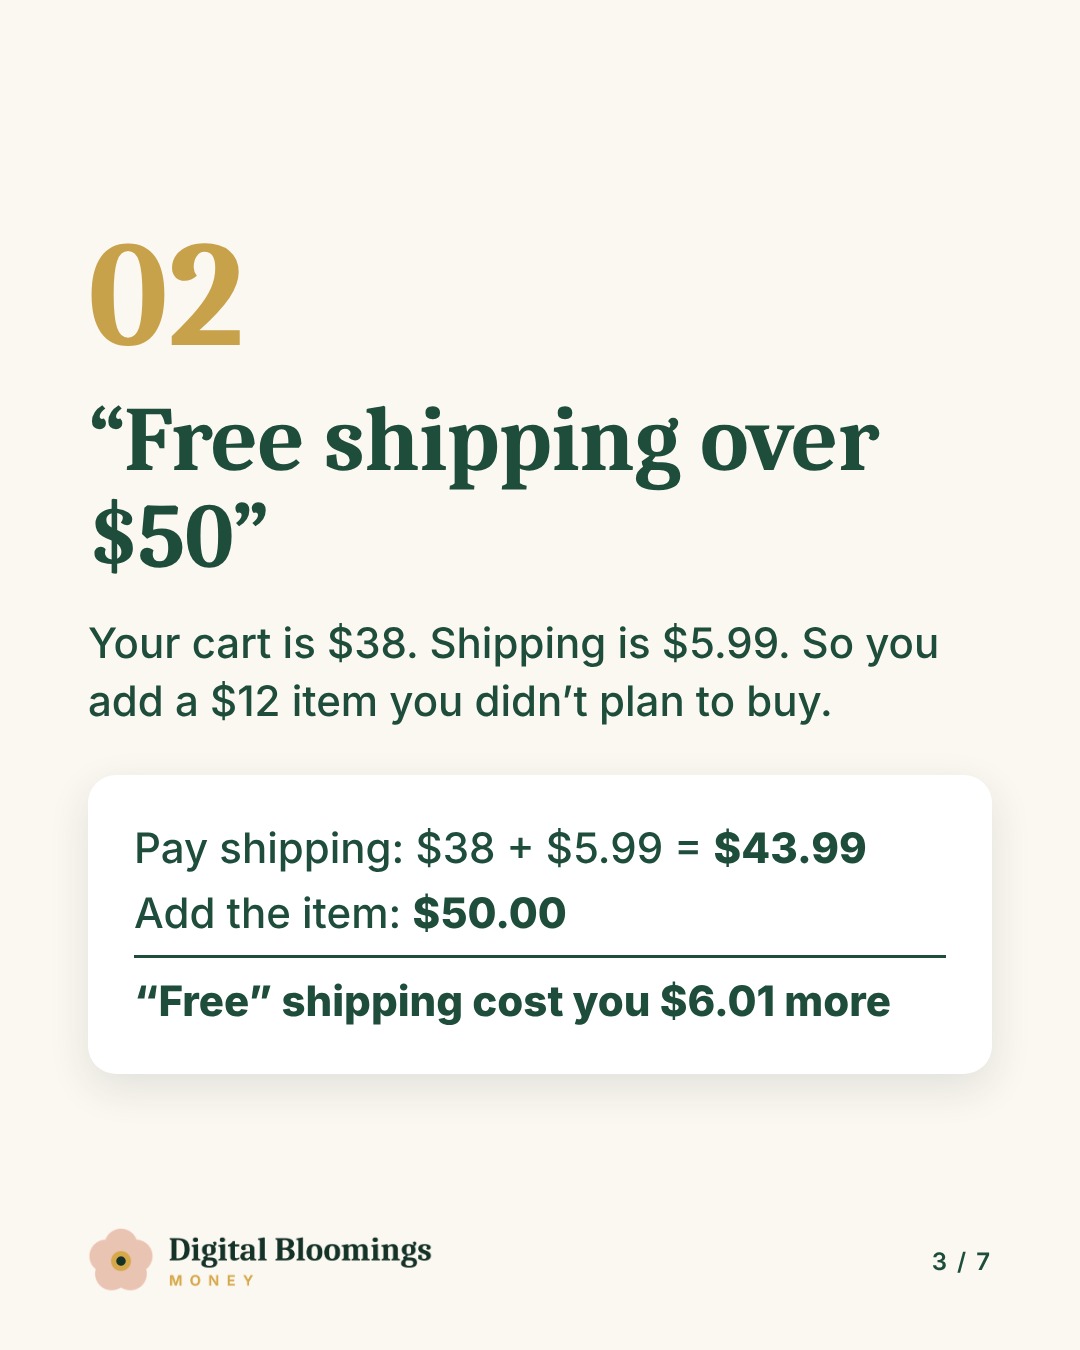 02
“Free shipping over
$50”
Your cart is $38. Shipping is $5.99. So you
add a $12 item you didn’t plan to buy.
Pay shipping: $38 + $5.99 = $43.99
Add the item: $50.00
“Free” shipping cost you $6.01 more
Digital Bloomings
MONEY
3 / 7